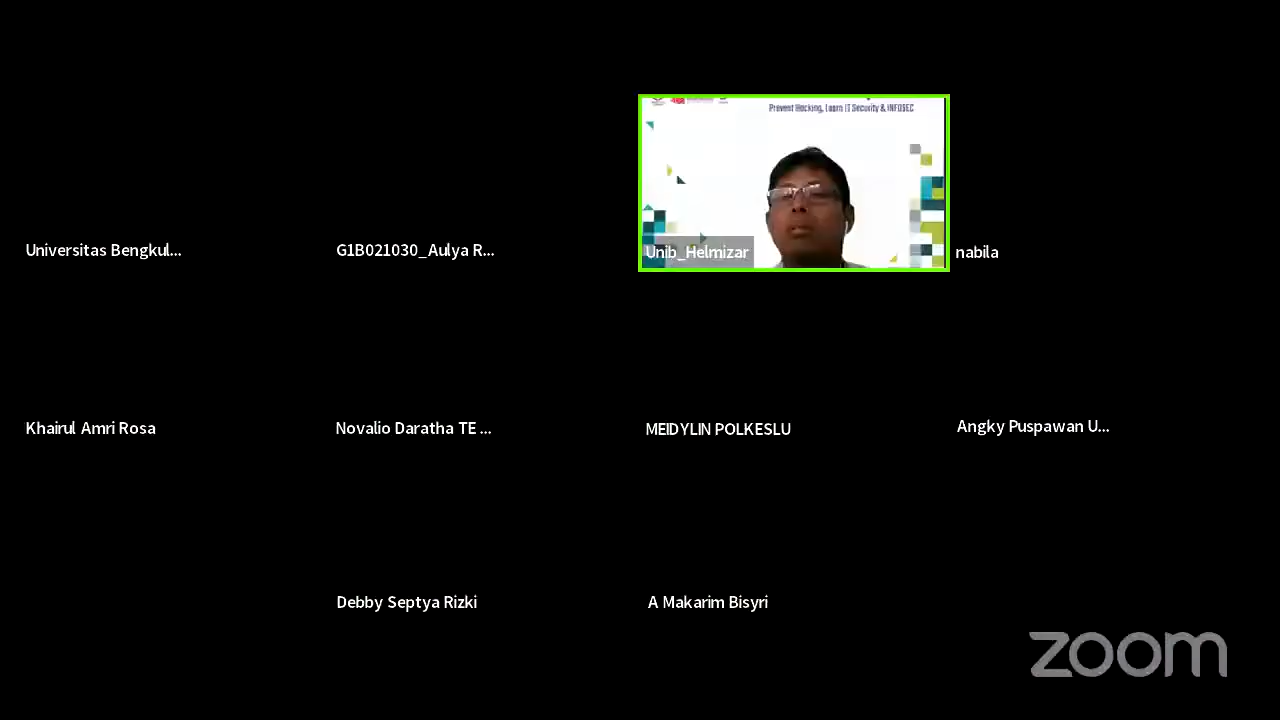 Prevent Hacking, Learn IT Security & INFOSEC
Universitas Bengkul...
G1B021030_Aulya R...
Unib_Helmizar
nabila
Khairul Amri Rosa
Novalio Daratha TE ...
MEIDYLIN POLKESLU
Angky Puspawan U...
Debby Septya Rizki
A Makarim Bisyri
zoom